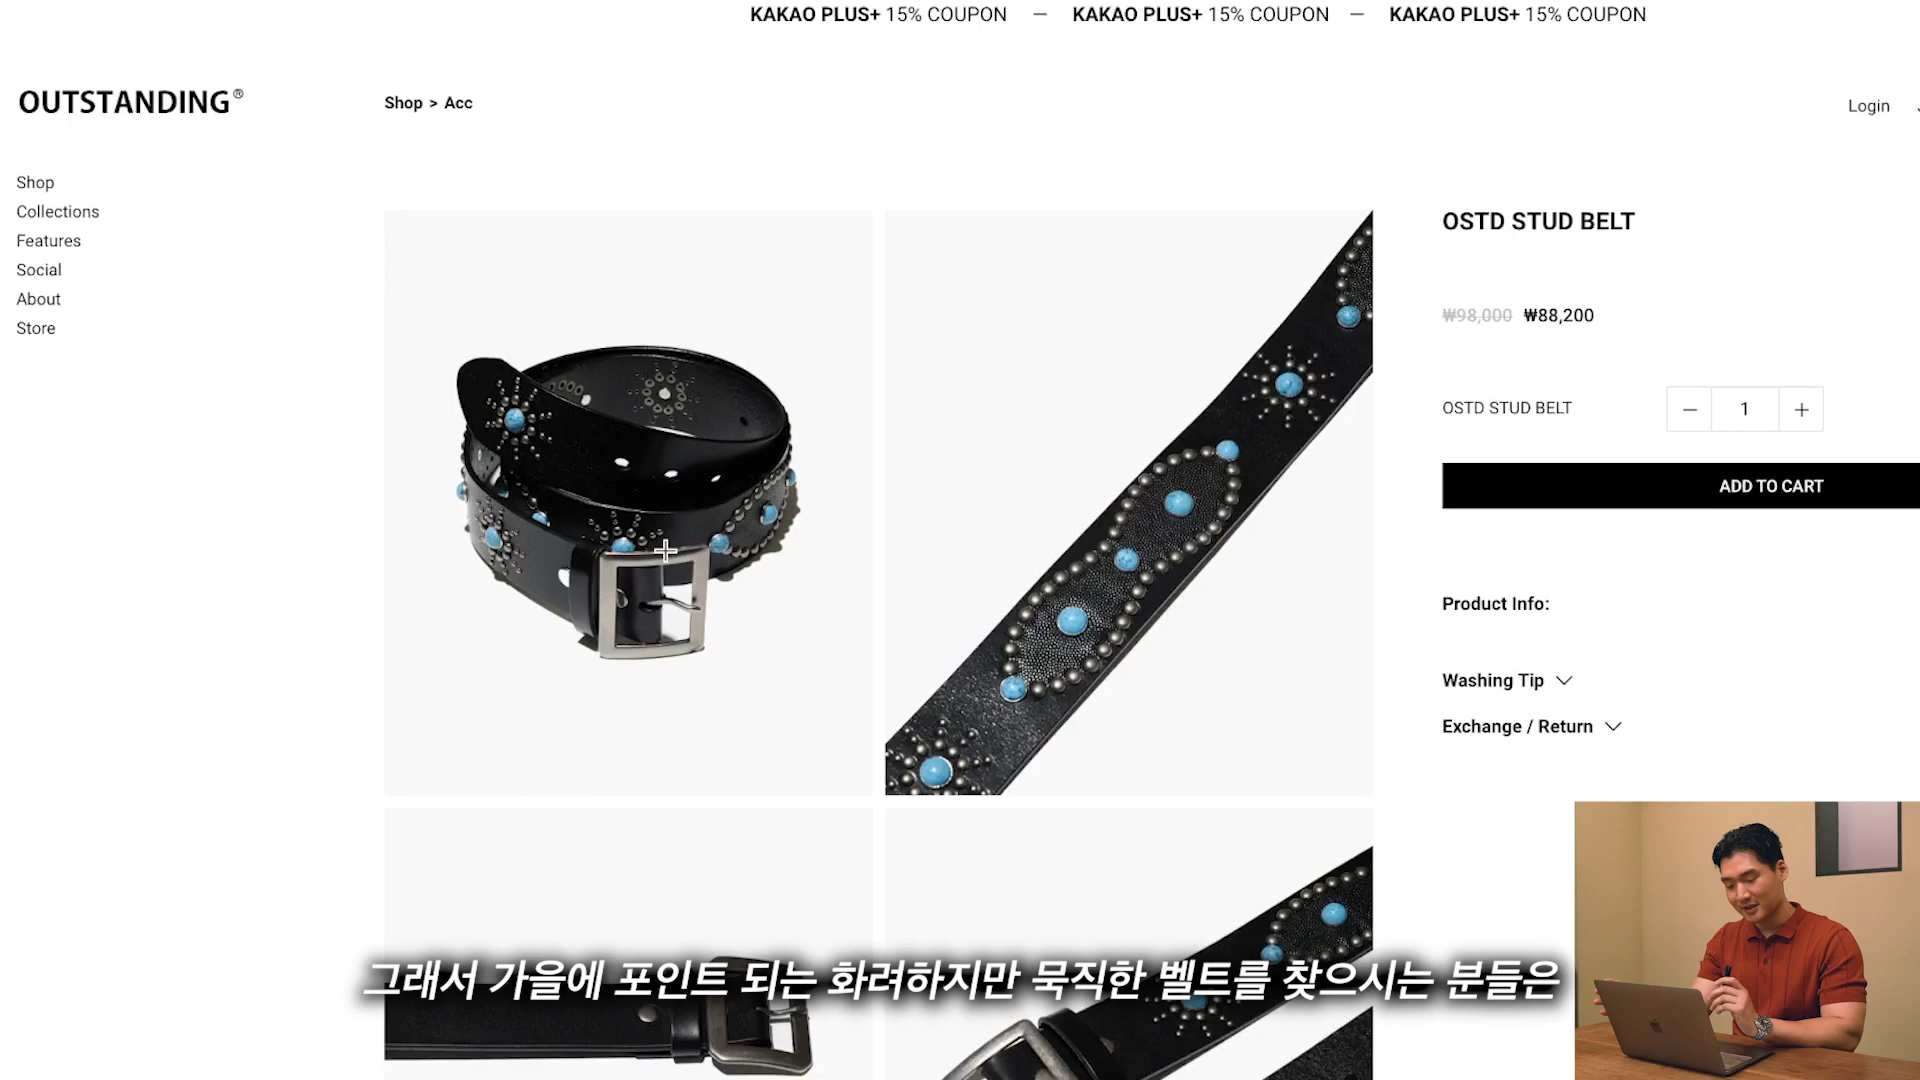 KAKAO PLUS+ 15% COUPON — KAKAO PLUS+ 15% COUPON — KAKAO PLUS+ 15% COUPON
OUTSTANDING®
Shop > Acc
Login
Shop
Collections
Features
Social
About
Store
OSTD STUD BELT
₩98,000 ₩88,200
OSTD STUD BELT
1
ADD TO CART
Product Info:
Washing Tip
Exchange / Return
그래서 가을에 포인트 되는 화려하지만 묵직한 벨트를 찾으시는 분들은